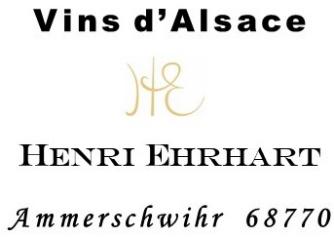 Vins d'Alsace
HE
HENRI EHRHART
Ammerschwihr 68770